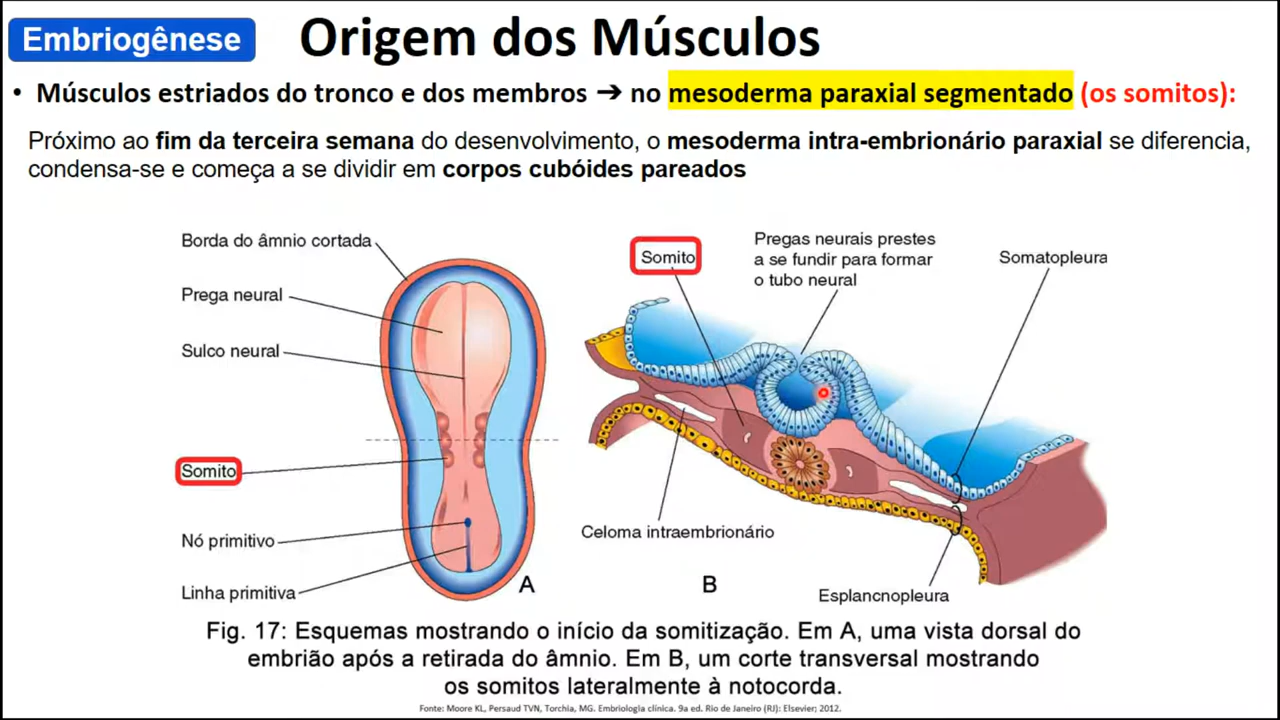 Embriogênese
Origem dos Músculos
• Músculos estriados do tronco e dos membros ➔ no mesoderma paraxial segmentado (os somitos):
Próximo ao fim da terceira semana do desenvolvimento, o mesoderma intra-embrionário paraxial se diferencia,
condensa-se e começa a se dividir em corpos cubóides pareados
Borda do âmnio cortada
Prega neural
Sulco neural
Somito
Nó primitivo
Linha primitiva
A
Somito
Pregas neurais prestes
a se fundir para formar
o tubo neural
Somatopleura
Celoma intraembrionário
B
Esplancnopleura
Fig. 17: Esquemas mostrando o início da somitização. Em A, uma vista dorsal do
embrião após a retirada do âmnio. Em B, um corte transversal mostrando
os somitos lateralmente à notocorda.
Fonte: Moore KL, Persaud TVN, Torchia, MG. Embriologia clínica. 9a ed. Rio de Janeiro (RJ): Elsevier; 2012.